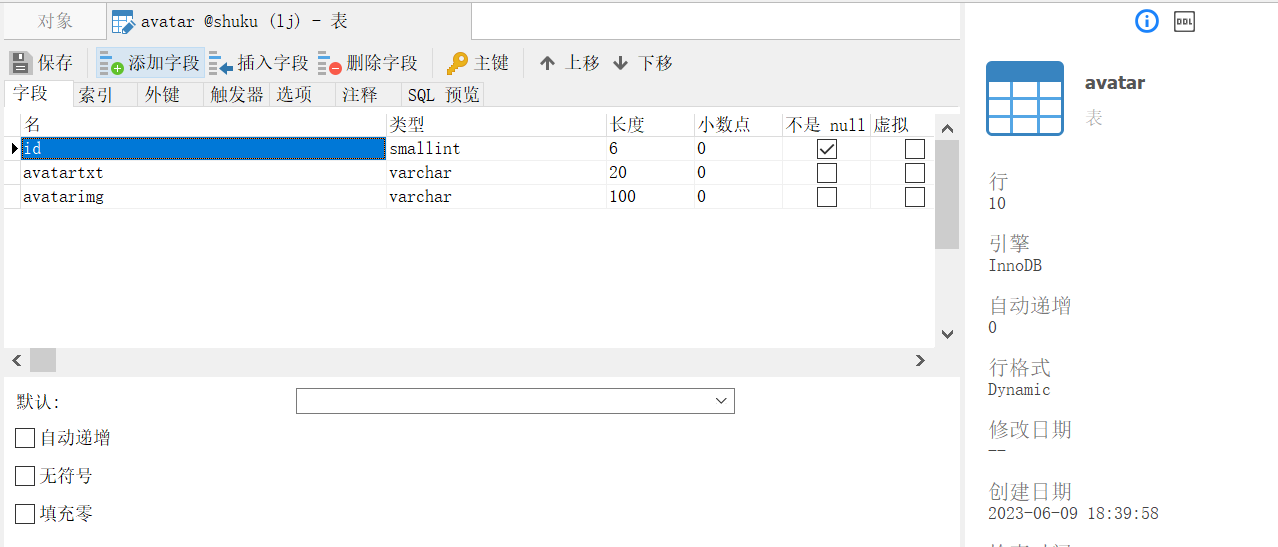 对象 avatar @shuku (lj) - 表
保存 添加字段 插入字段 删除字段 主键 上移 下移
字段 索引 外键 触发器 选项 注释 SQL 预览
名 类型 长度 小数点 不是 null 虚拟
id smallint 6 0
avatartxt varchar 20 0
avatarimg varchar 100 0
默认:
自动递增
无符号
填充零
DDL
avatar
表
行
10
引擎
InnoDB
自动递增
0
行格式
Dynamic
修改日期
--
创建日期
2023-06-09 18:39:58